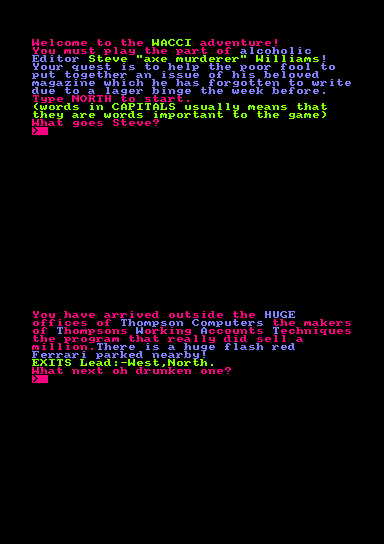 Welcome to the WACCI adventure!
You must play the part of alcoholic
Editor Steve "axe murderer" Williams!
Your quest is to help the poor fool to
put together an issue of his beloved
magazine which he has forgotten to write
due to a lager binge the week before.
Type NORTH to start.
(words in CAPITALS usually means that
they are words important to the game)
What goes Steve?
>
You have arrived outside the HUGE
offices of Thompson Computers the makers
of Thompsons Working Accounts Techniques
the program that really did sell a
million.There is a huge flash red
Ferrari parked nearby!
EXITS Lead:-West,North.
What next oh drunken one?
>